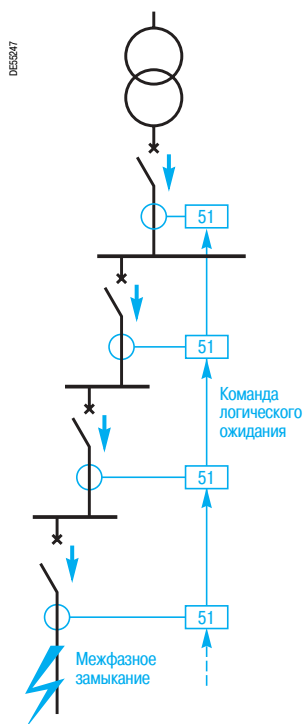 DE55247
51
51
Команда
логического
ожидания
51
51
Межфазное
замыкание